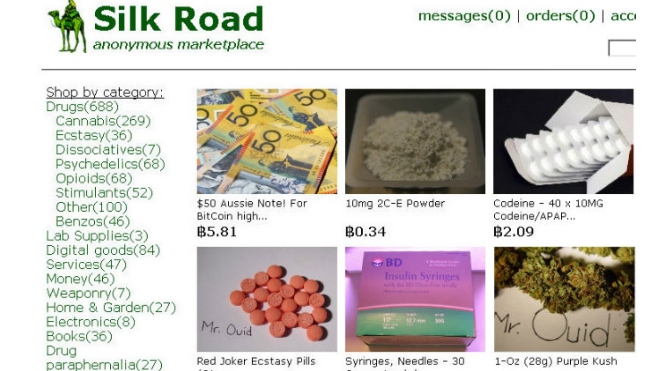 Silk Road
anonymous marketplace
messages(0) | orders(0) |
Shop by category:
Drugs(688)
Cannabis(269)
Ecstasy(36)
Dissociatives(7)
Psychedelics(68)
Opioids(68)
Stimulants(52)
Other(100)
Benzos(46)
Lab Supplies(3)
Digital goods(84)
Services(47)
Money(46)
Weaponry(7)
Home & Garden(27)
Electronics(8)
Books(36)
Drug
paraphernalia(27)
50
50
50
$50 Aussie Note! For
BitCoin high...
฿5.81
10mg 2C-E Powder
฿0.34
Codeine - 40 x 10MG
Codeine/APAP...
฿2.09
Mr. Ouid
Red Joker Ecstasy Pills
BD
Insulin Syringes
Syringes, Needles - 30
Mr. Ouid
1-Oz (28g) Purple Kush